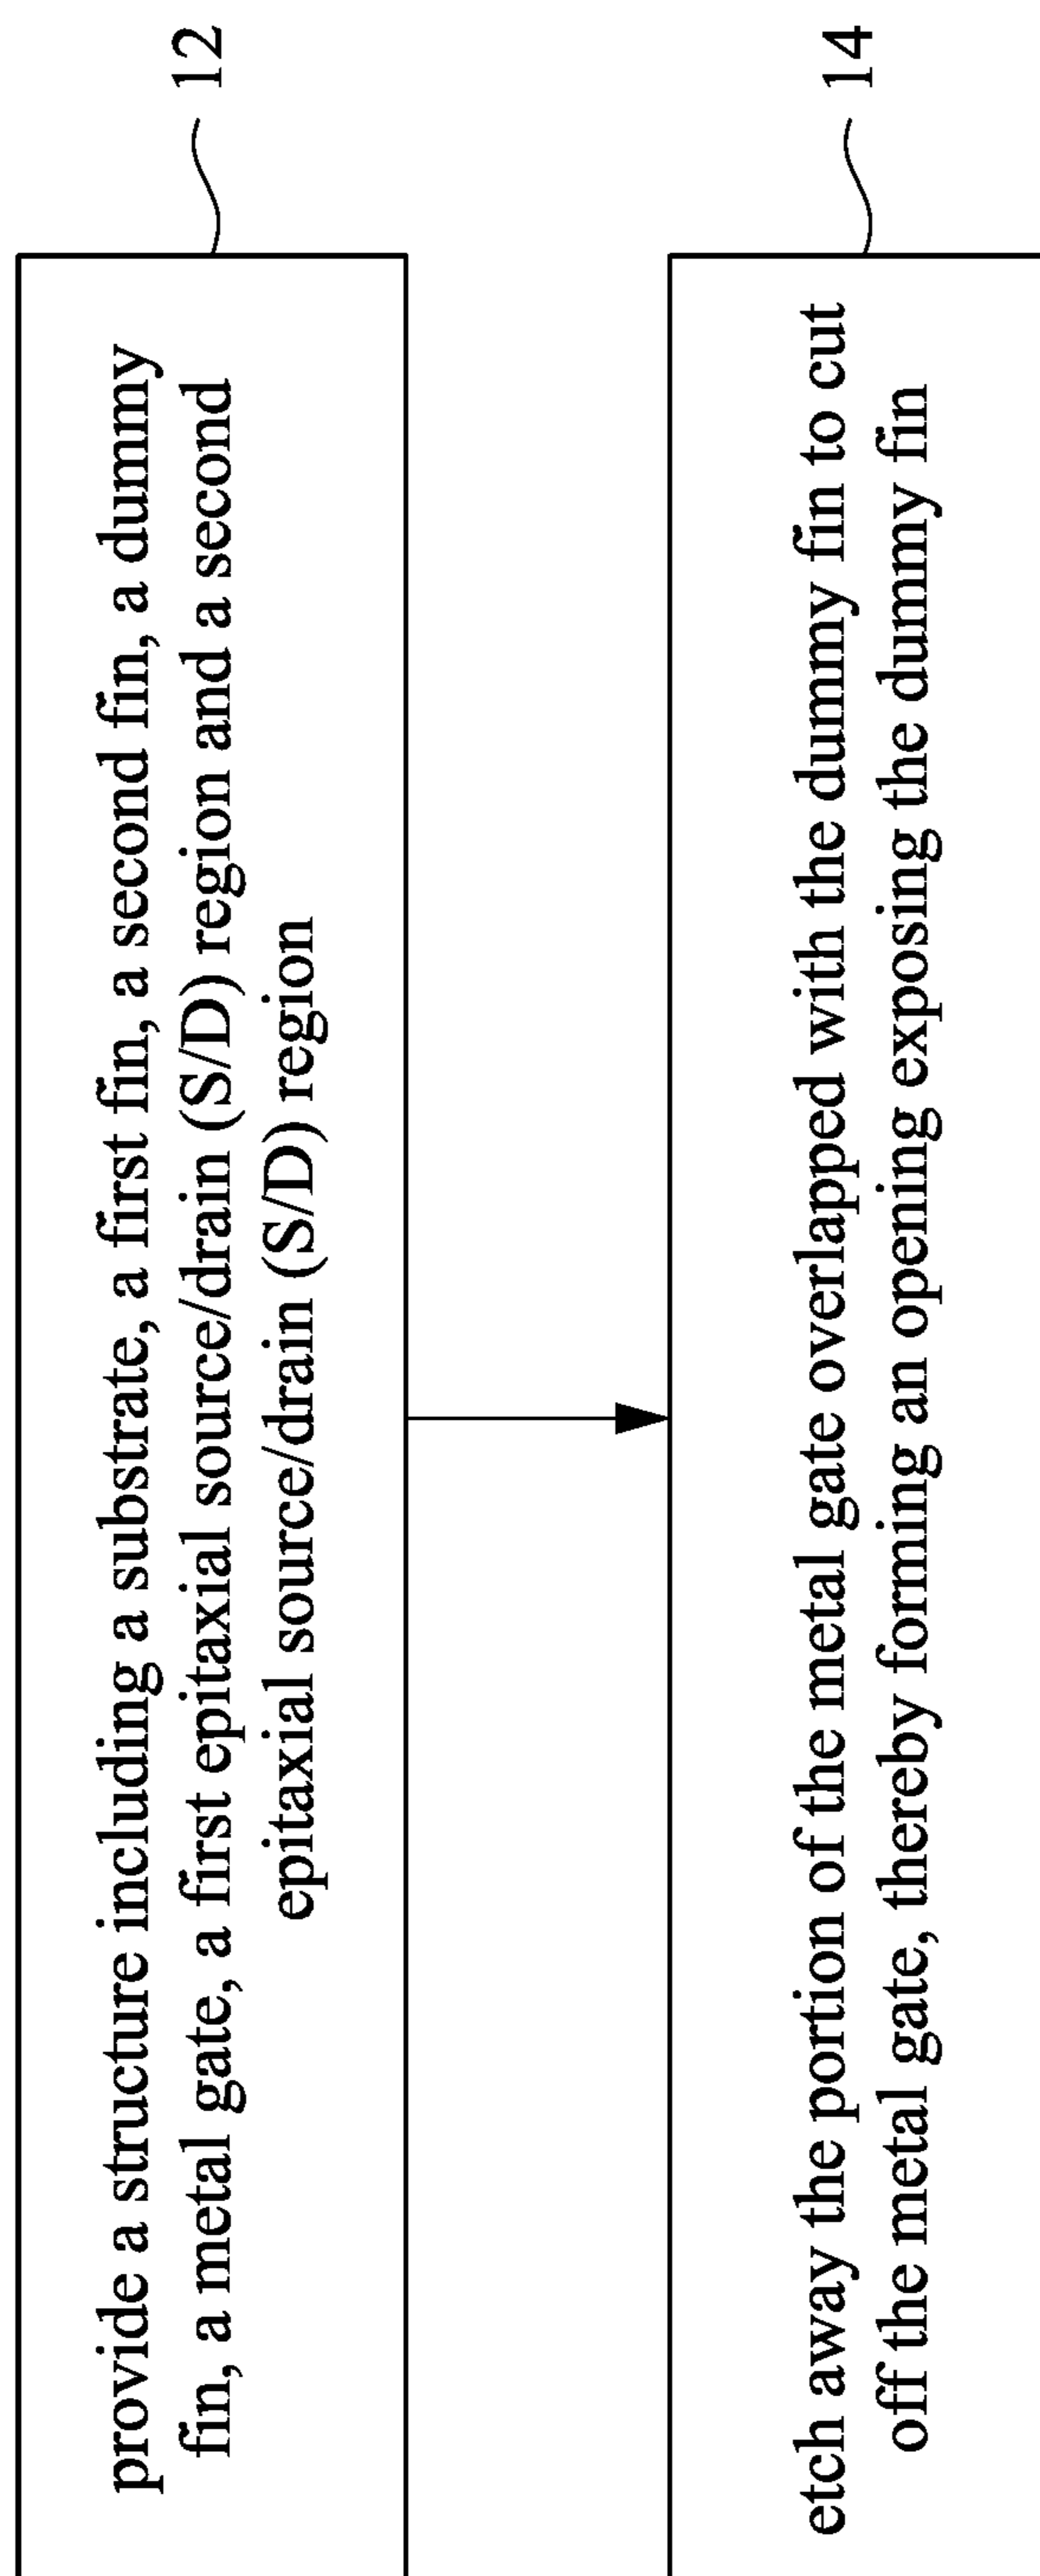 provide a structure including a substrate, a first fin, a second fin, a dummy
fin, a metal gate, a first epitaxial source/drain (S/D) region and a second
epitaxial source/drain (S/D) region
12
etch away the portion of the metal gate overlapped with the dummy fin to cut
off the metal gate, thereby forming an opening exposing the dummy fin
14